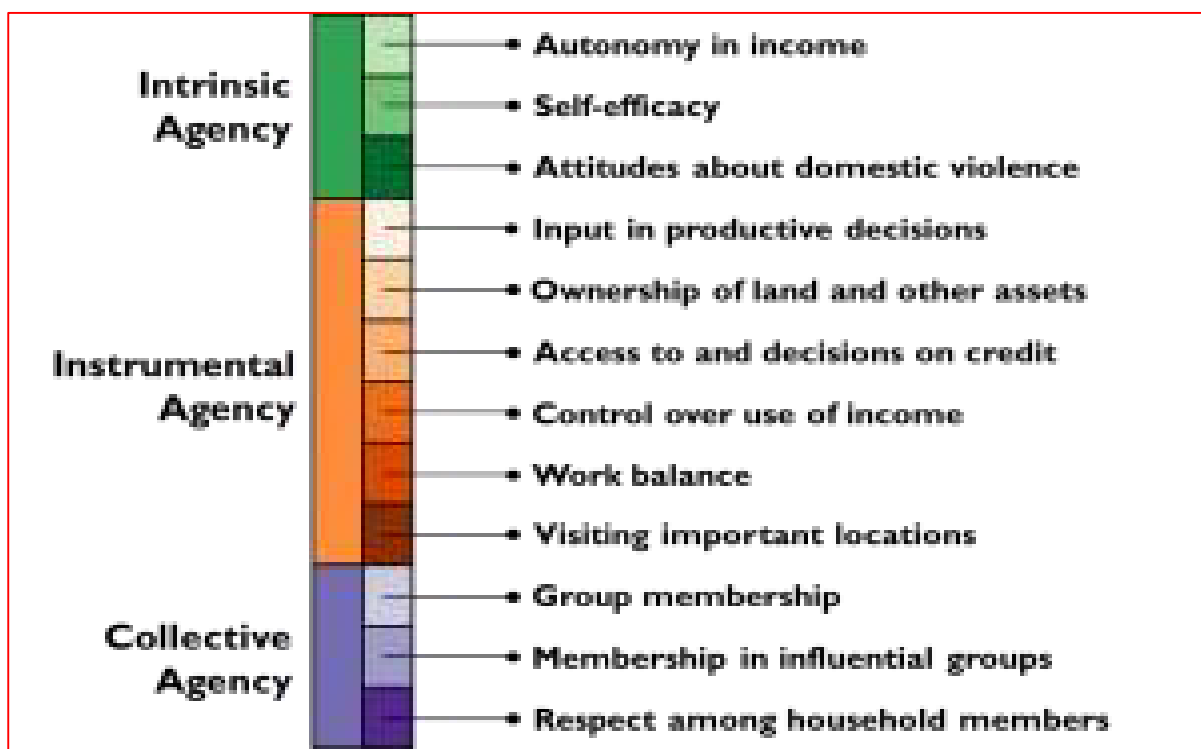 Intrinsic
Agency
Autonomy in income
Self-efficacy
Attitudes about domestic violence
Instrumental
Agency
Input in productive decisions
Ownership of land and other assets
Access to and decisions on credit
Control over use of income
Work balance
Visiting important locations
Collective
Agency
Group membership
Membership in influential groups
Respect among household members